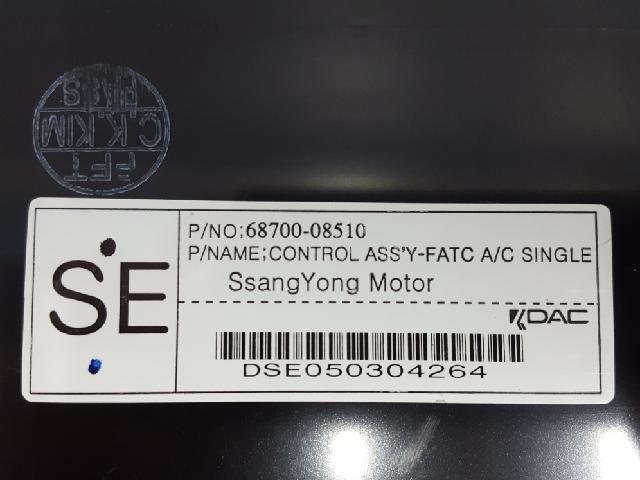 FFT
C.K.KIM
SE
P/NO;68700-08510
P/NAME;CONTROL ASS'Y-FATC A/C SINGLE
SsangYong Motor
DAC
DSE050304264